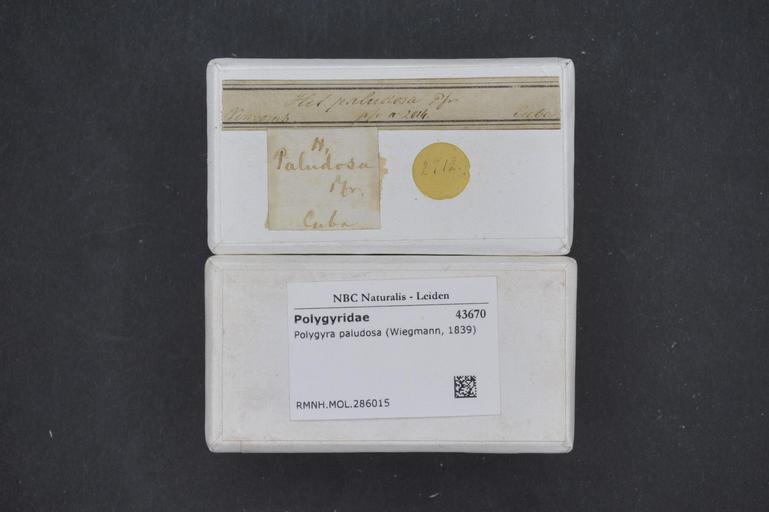 Hel paludosa Pfr
Cuba
H,
Paludosa
Pfr.
Cuba
NBC Naturalis - Leiden
Polygyridae 43670
Polygyra paludosa (Wiegmann, 1839)
RMNH.MOL.286015